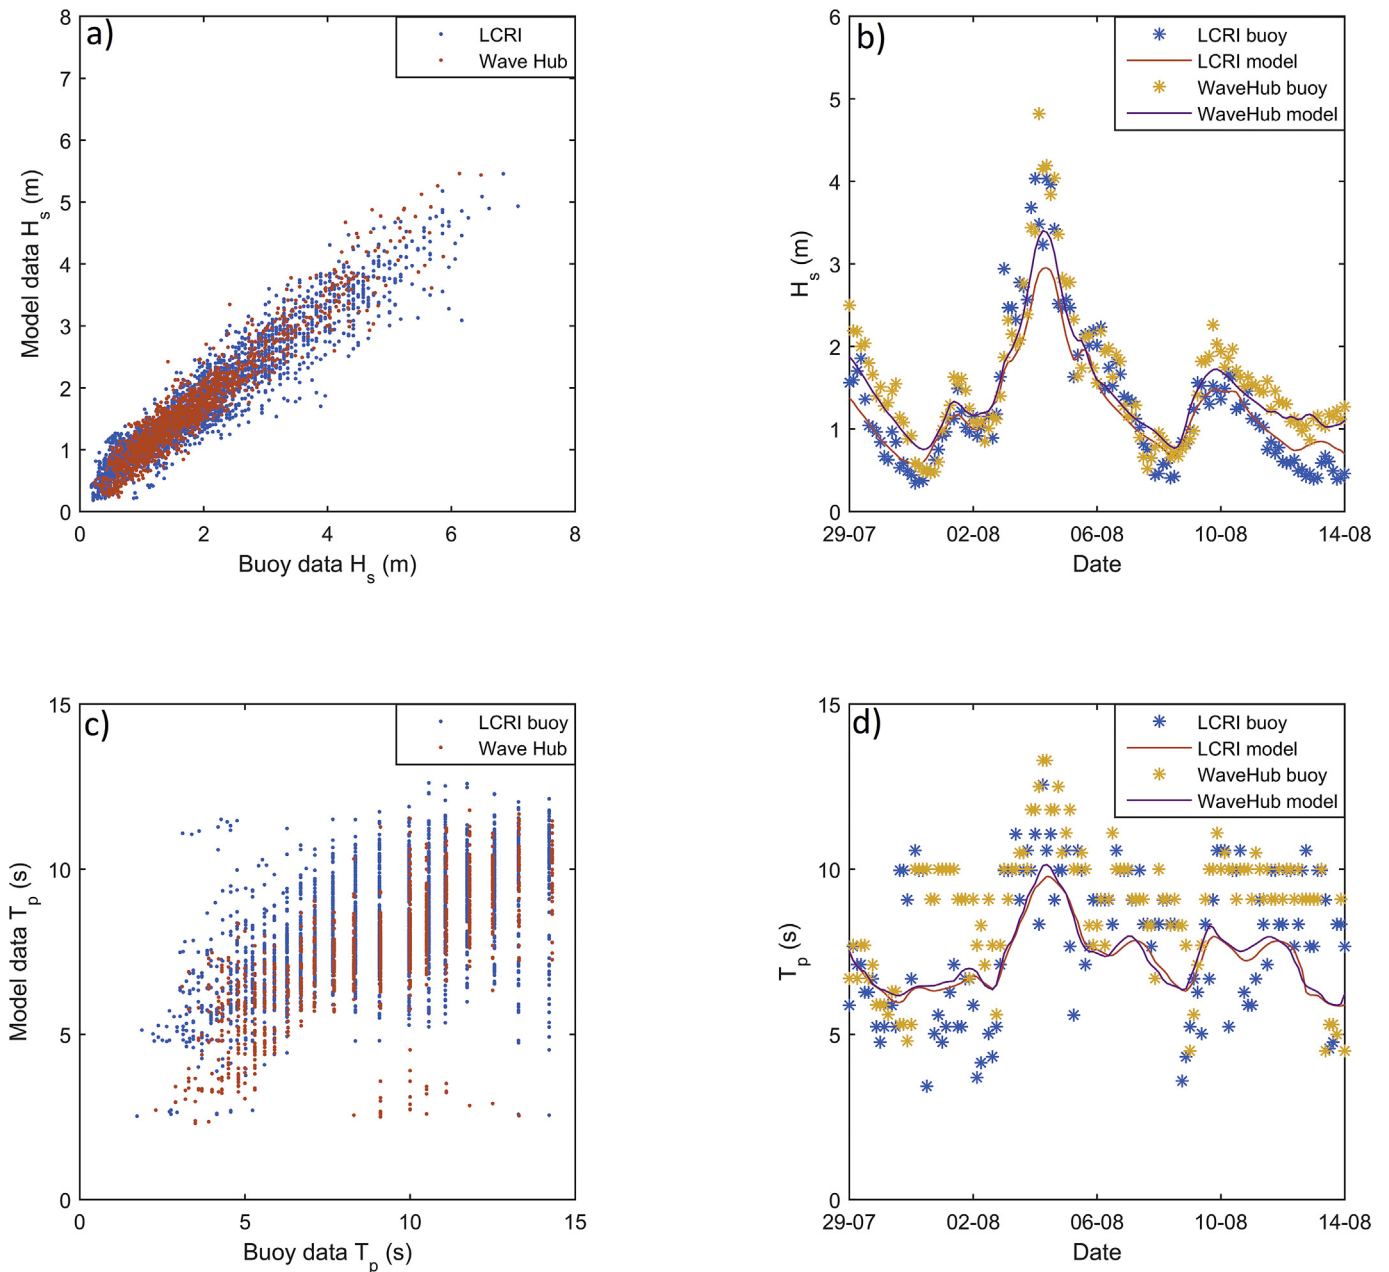 a)
LCRI
Wave Hub
8
7
6
5
4
3
2
1
0
0 2 4 6 8
Model data H_s (m)
Buoy data H_s (m)
b)
LCRI buoy
LCRI model
WaveHub buoy
WaveHub model
6
5
4
3
2
1
0
29-07 02-08 06-08 10-08 14-08
H_s (m)
Date
c)
LCRI buoy
Wave Hub
15
10
5
0
0 5 10 15
Model data T_p (s)
Buoy data T_p (s)
d)
LCRI buoy
LCRI model
WaveHub buoy
WaveHub model
15
10
5
0
29-07 02-08 06-08 10-08 14-08
T_p (s)
Date